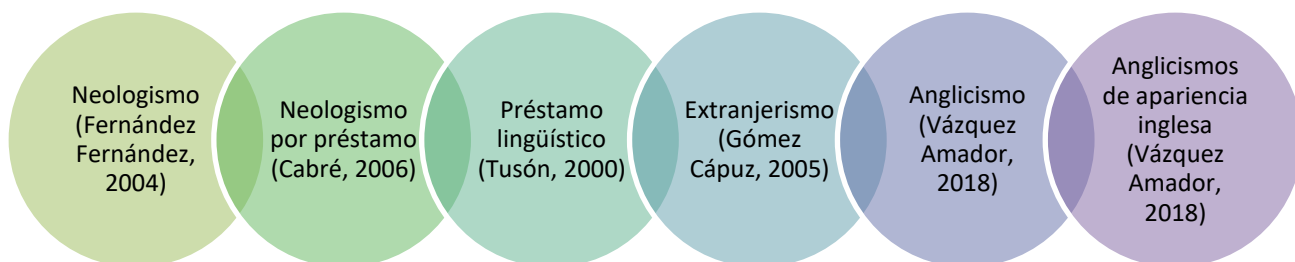 Neologismo
(Fernández
Fernández,
2004)
Neologismo
por préstamo
(Cabré, 2006)
Préstamo
lingüístico
(Tusón, 2000)
Extranjerismo
(Gómez
Cápuz, 2005)
Anglicismo
(Vázquez
Amador,
2018)
Anglicismos
de apariencia
inglesa
(Vázquez
Amador,
2018)